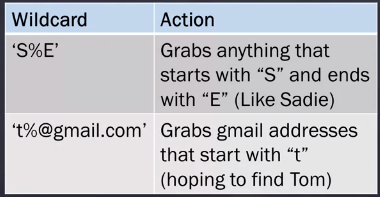 Wildcard Action
‘S%E’ Grabs anything that
starts with “S” and ends
with “E” (Like Sadie)
‘t%@gmail.com’ Grabs gmail addresses
that start with “t”
(hoping to find Tom)